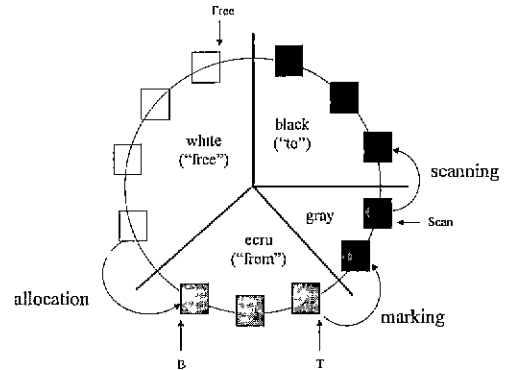 Free
black
("to")
white
("free")
scanning
gray
Scan
ecru
("from")
allocation
marking
B
T